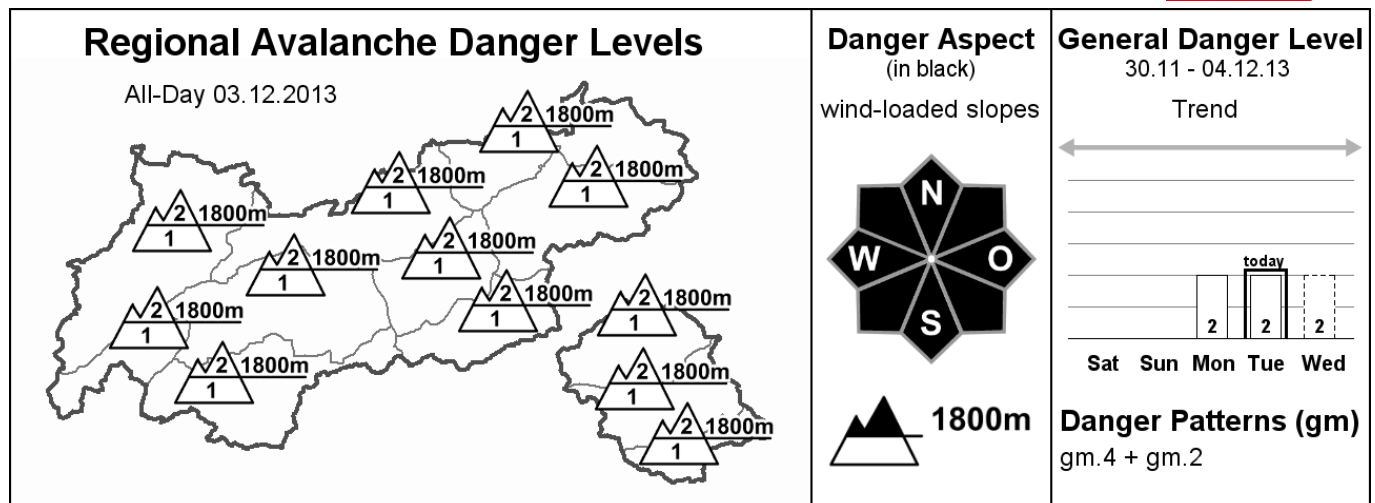 Regional Avalanche Danger Levels
All-Day 03.12.2013
2 1800m
1
2 1800m
1
2 1800m
1
2 1800m
1
2 1800m
1
2 1800m
1
2 1800m
1
2 1800m
1
2 1800m
1
2 1800m
1
2 1800m
1
2 1800m
1
Danger Aspect
(in black)
wind-loaded slopes
N
W O
S
1800m
General Danger Level
30.11 - 04.12.13
Trend
today
2 2 2
Sat Sun Mon Tue Wed
Danger Patterns (gm)
gm.4 + gm.2